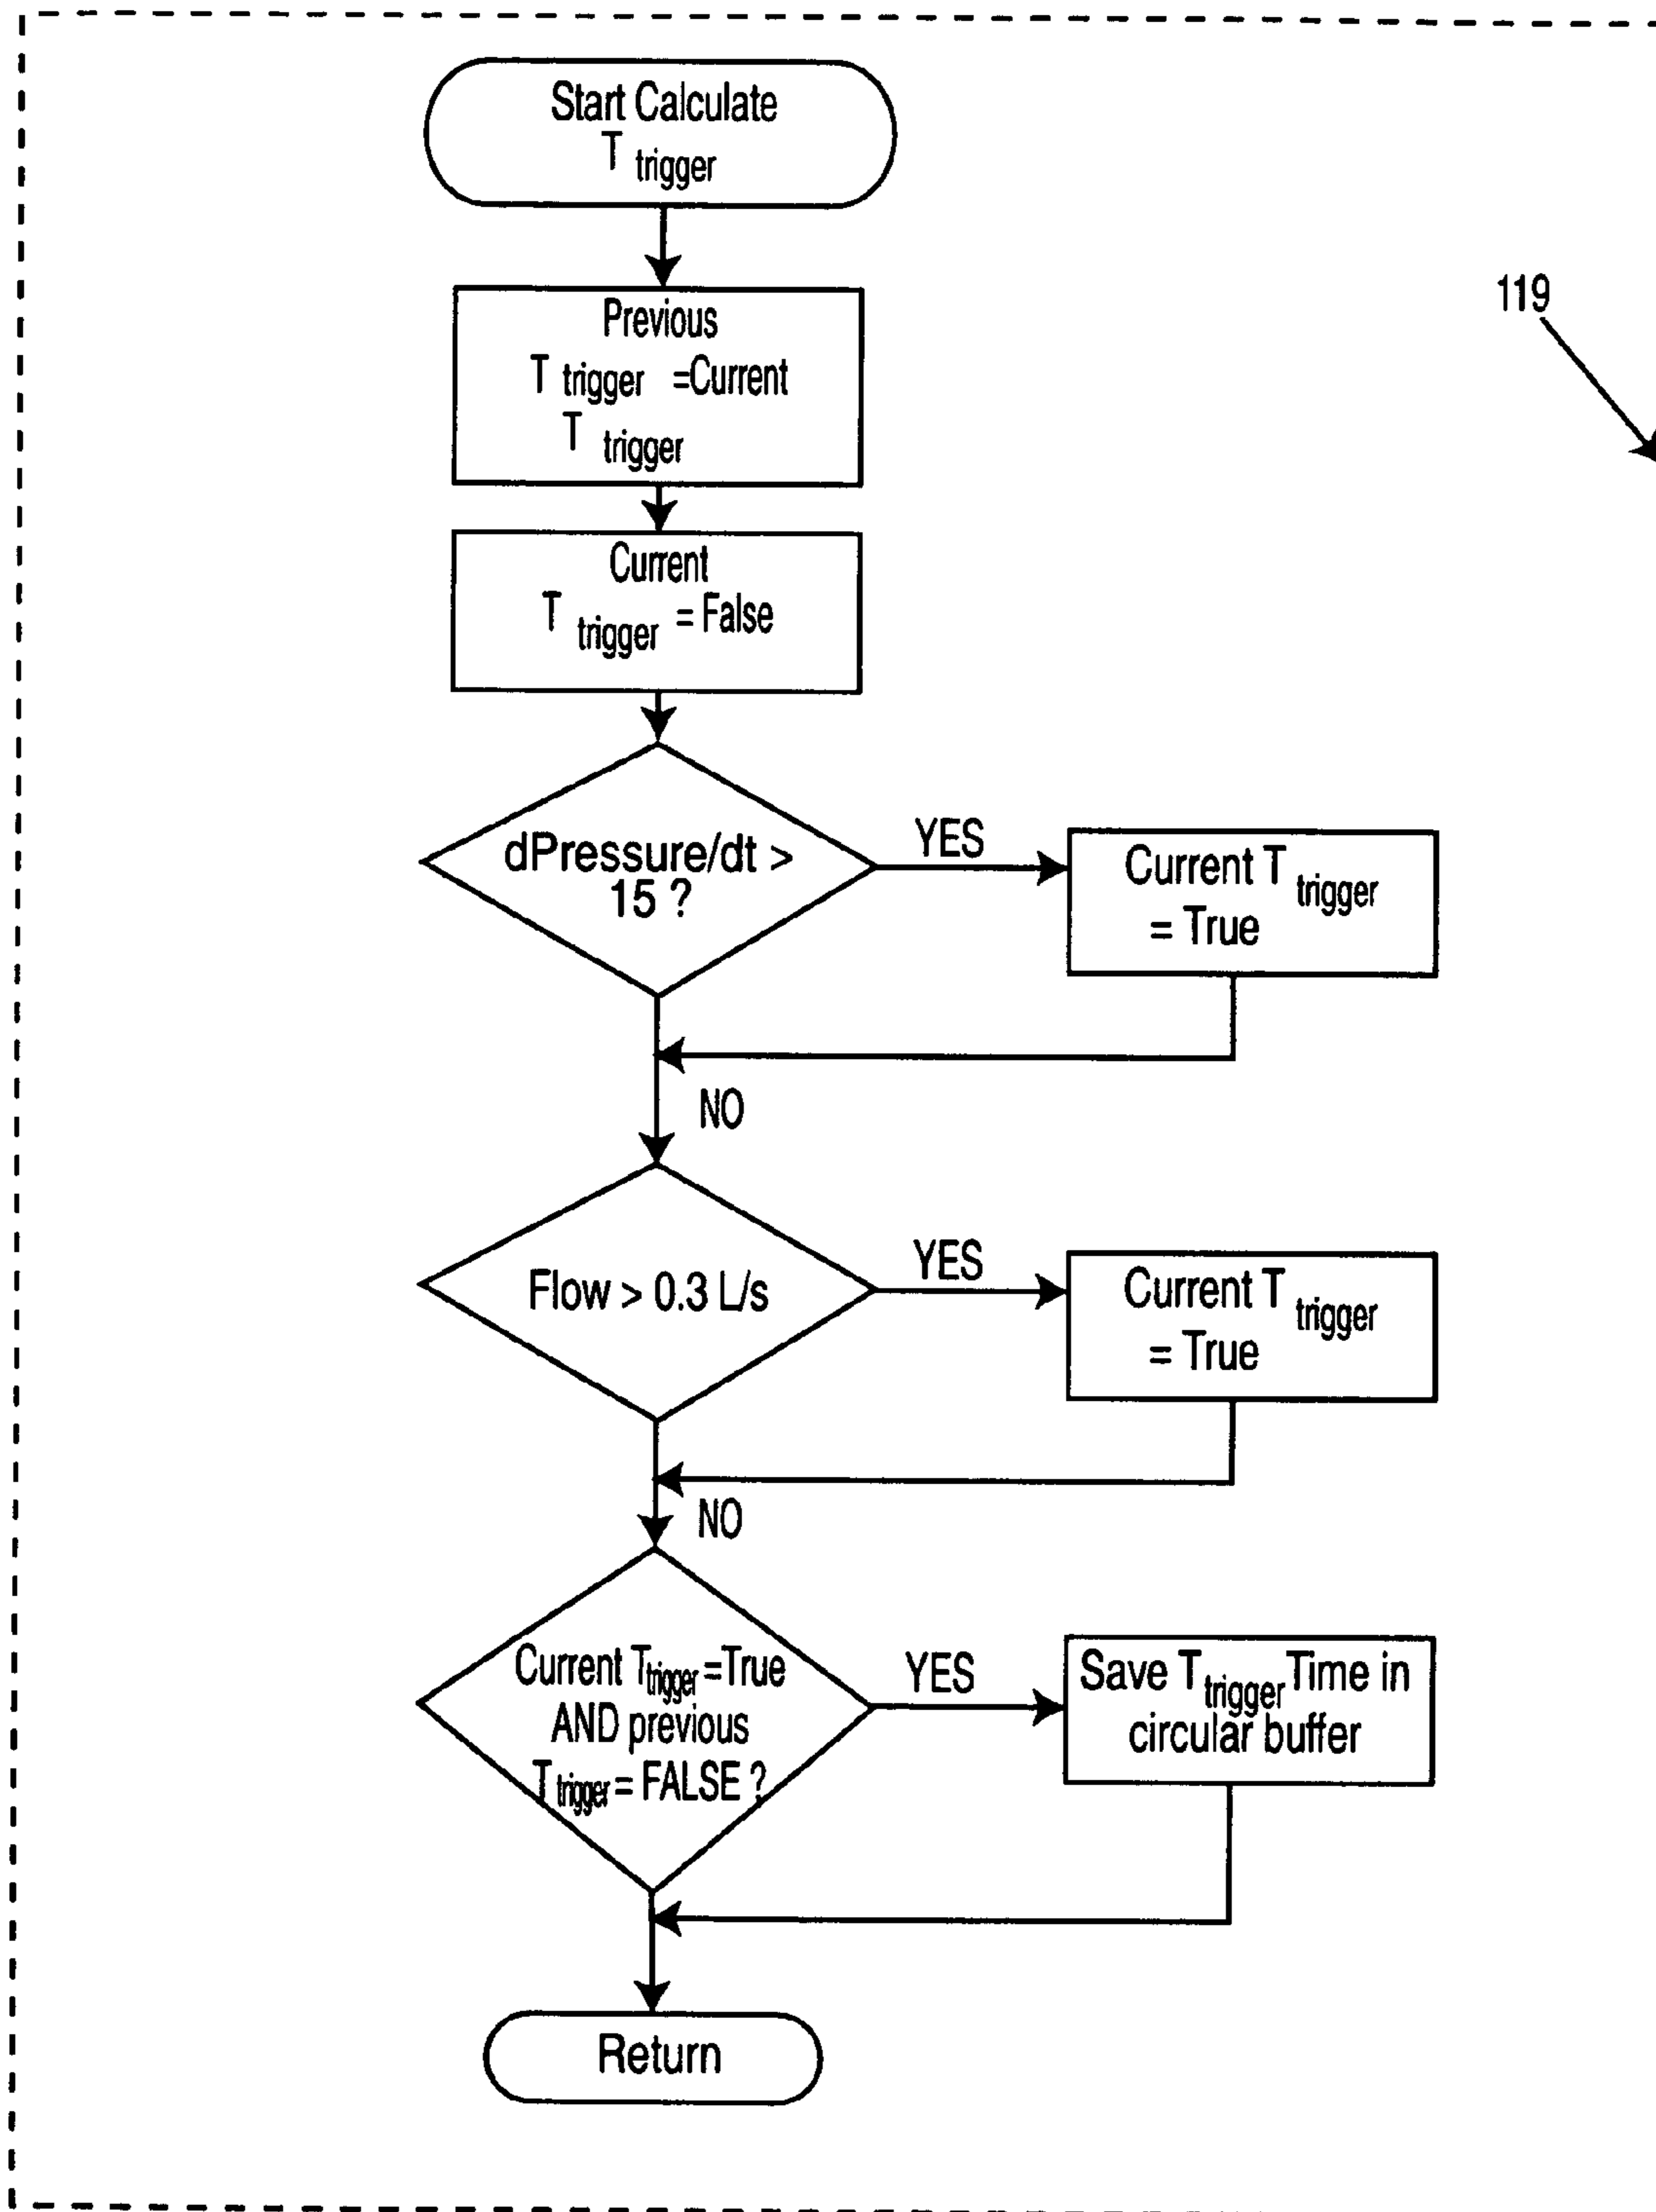 Start Calculate
T trigger
119
Previous
T trigger =Current
T trigger
Current
T trigger = False
dPressure/dt >
15 ?
YES
Current T trigger
= True
NO
Flow > 0.3 L/s
YES
Current T trigger
= True
NO
Current Ttrigger=True
AND previous
Ttrigger= FALSE ?
YES
Save TtriggerTime in
circular buffer
Return